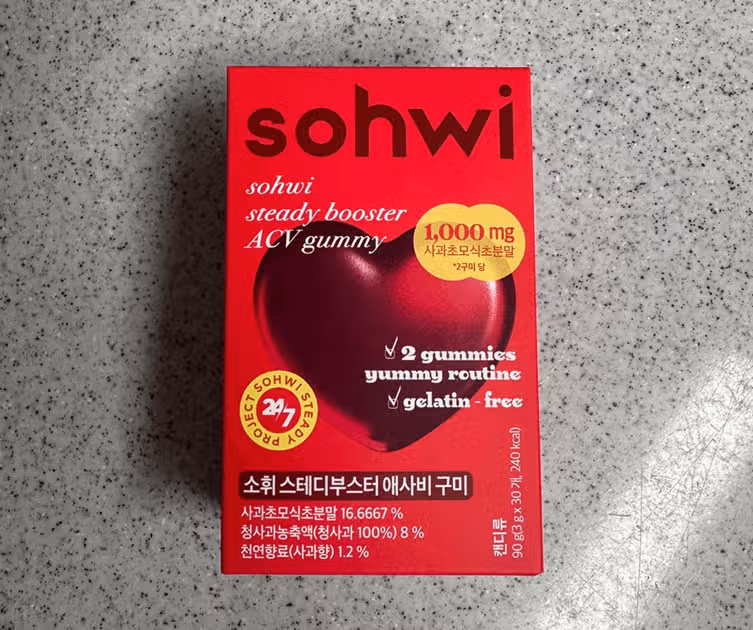 sohwi
sohwi
steady booster
ACV gummy
1,000 mg
사과초모식초분말
*2구미 당
2 gummies
yummy routine
gelatin - free
PROJECT SOHWI STEADY
24/7
소휘 스테디부스터 애사비 구미
사과초모식초분말 16.6667 %
청사과농축액(청사과 100%) 8 %
천연향료(사과향) 1.2 %
캔디류
90 g(3 g x 30 개, 240 kcal)